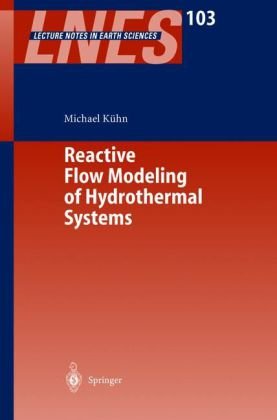 LNES 103
LECTURE NOTES IN EARTH SCIENCES
Michael Kühn
Reactive
Flow Modeling
of Hydrothermal
Systems
Springer